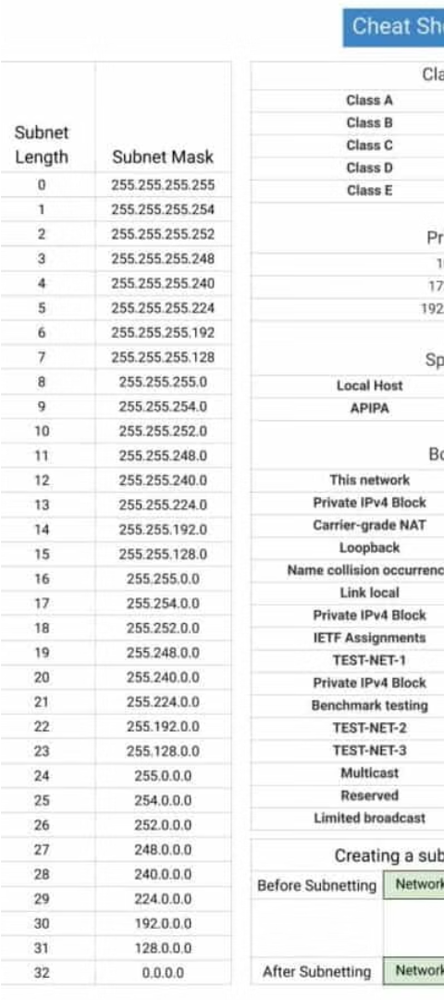 Cheat Sh
Subnet
Length
Subnet Mask
0 255.255.255.255
1 255.255.255.254
2 255.255.255.252
3 255.255.255.248
4 255.255.255.240
5 255.255.255.224
6 255.255.255.192
7 255.255.255.128
8 255.255.255.0
9 255.255.254.0
10 255.255.252.0
11 255.255.248.0
12 255.255.240.0
13 255.255.224.0
14 255.255.192.0
15 255.255.128.0
16 255.255.0.0
17 255.254.0.0
18 255.252.0.0
19 255.248.0.0
20 255.240.0.0
21 255.224.0.0
22 255.192.0.0
23 255.128.0.0
24 255.0.0.0
25 254.0.0.0
26 252.0.0.0
27 248.0.0.0
28 240.0.0.0
29 224.0.0.0
30 192.0.0.0
31 128.0.0.0
32 0.0.0.0
Cla
Class A
Class B
Class C
Class D
Class E
Pr
1
17
192
Sp
Local Host
APIPA
Bo
This network
Private IPv4 Block
Carrier-grade NAT
Loopback
Name collision occurrenc
Link local
Private IPv4 Block
IETF Assignments
TEST-NET-1
Private IPv4 Block
Benchmark testing
TEST-NET-2
TEST-NET-3
Multicast
Reserved
Limited broadcast
Creating a sub
Before Subnetting Network
After Subnetting Network